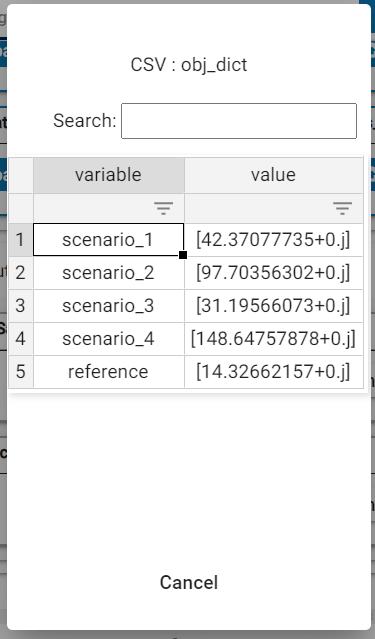 CSV : obj_dict
Search:
variable value
1 scenario_1 [42.37077735+0.j]
2 scenario_2 [97.70356302+0.j]
3 scenario_3 [31.19566073+0.j]
4 scenario_4 [148.64757878+0.j]
5 reference [14.32662157+0.j]
Cancel